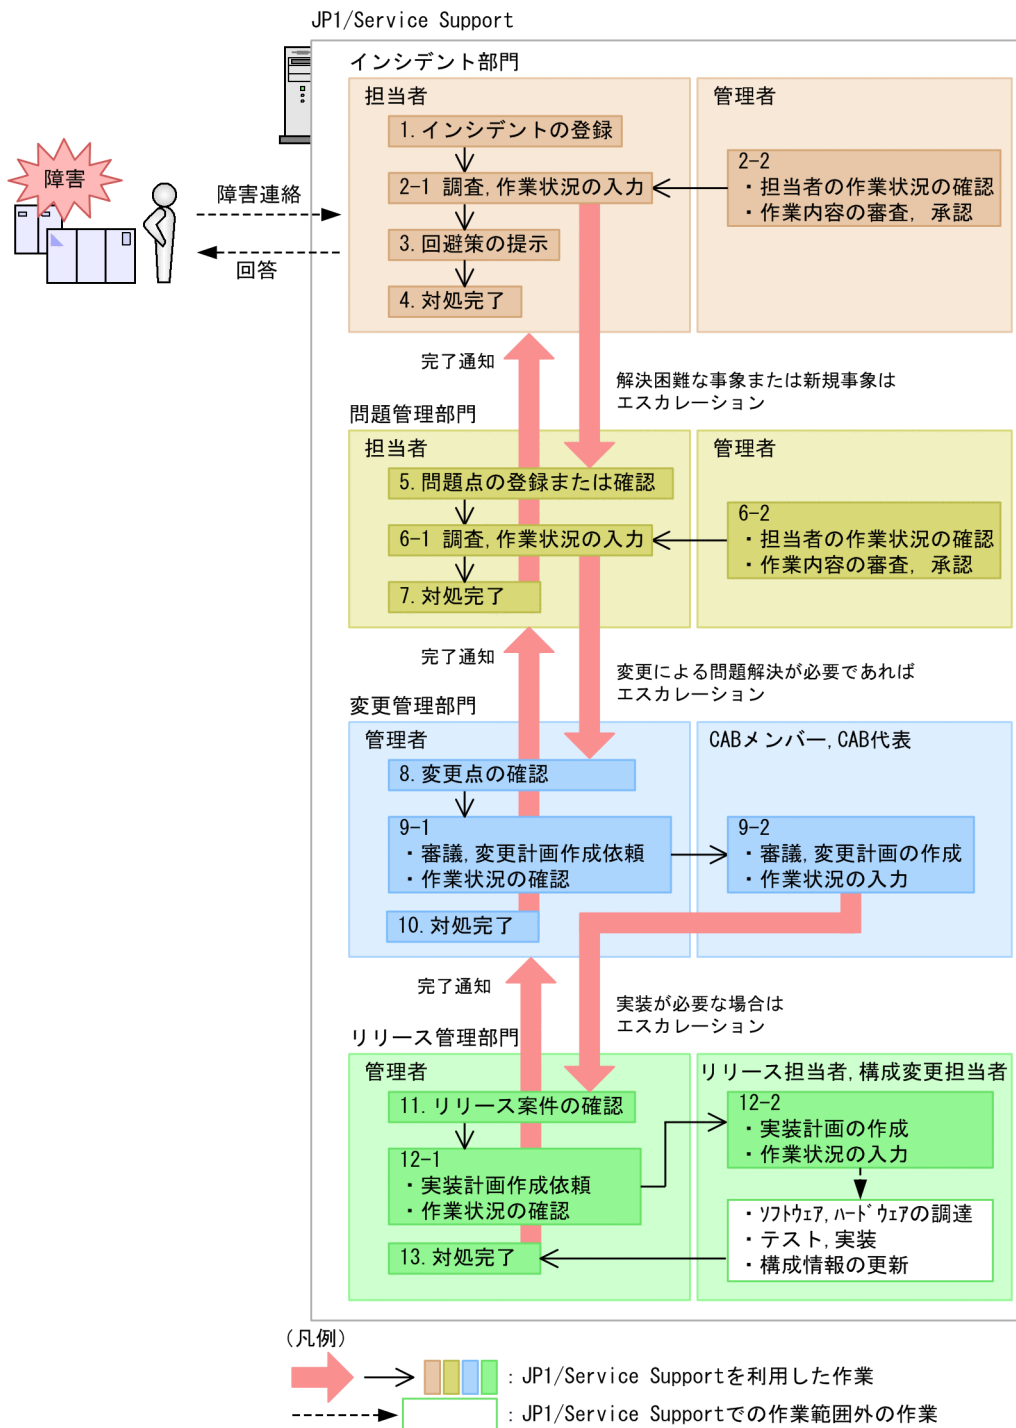 JP1/Service Support
インシデント部門
担当者
管理者
1.インシデントの登録
2-1 調査,作業状況の入力
2-2
・担当者の作業状況の確認
・作業内容の審査, 承認
3.回避策の提示
4.対処完了
障害
障害連絡
回答
完了通知
解決困難な事象または新規事象は
エスカレーション
問題管理部門
担当者
管理者
5.問題点の登録または確認
6-1 調査,作業状況の入力
6-2
・担当者の作業状況の確認
・作業内容の審査, 承認
7.対処完了
完了通知
変更による問題解決が必要であれば
エスカレーション
変更管理部門
管理者
CABメンバー,CAB代表
8.変更点の確認
9-1
・審議,変更計画作成依頼
・作業状況の確認
9-2
・審議,変更計画の作成
・作業状況の入力
10.対処完了
完了通知
実装が必要な場合は
エスカレーション
リリース管理部門
管理者
リリース担当者,構成変更担当者
11.リリース案件の確認
12-1
・実装計画作成依頼
・作業状況の確認
12-2
・実装計画の作成
・作業状況の入力
・ソフトウェア,ハードウェアの調達
・テスト,実装
・構成情報の更新
13.対処完了
(凡例)
: JP1/Service Supportを利用した作業
: JP1/Service Supportでの作業範囲外の作業